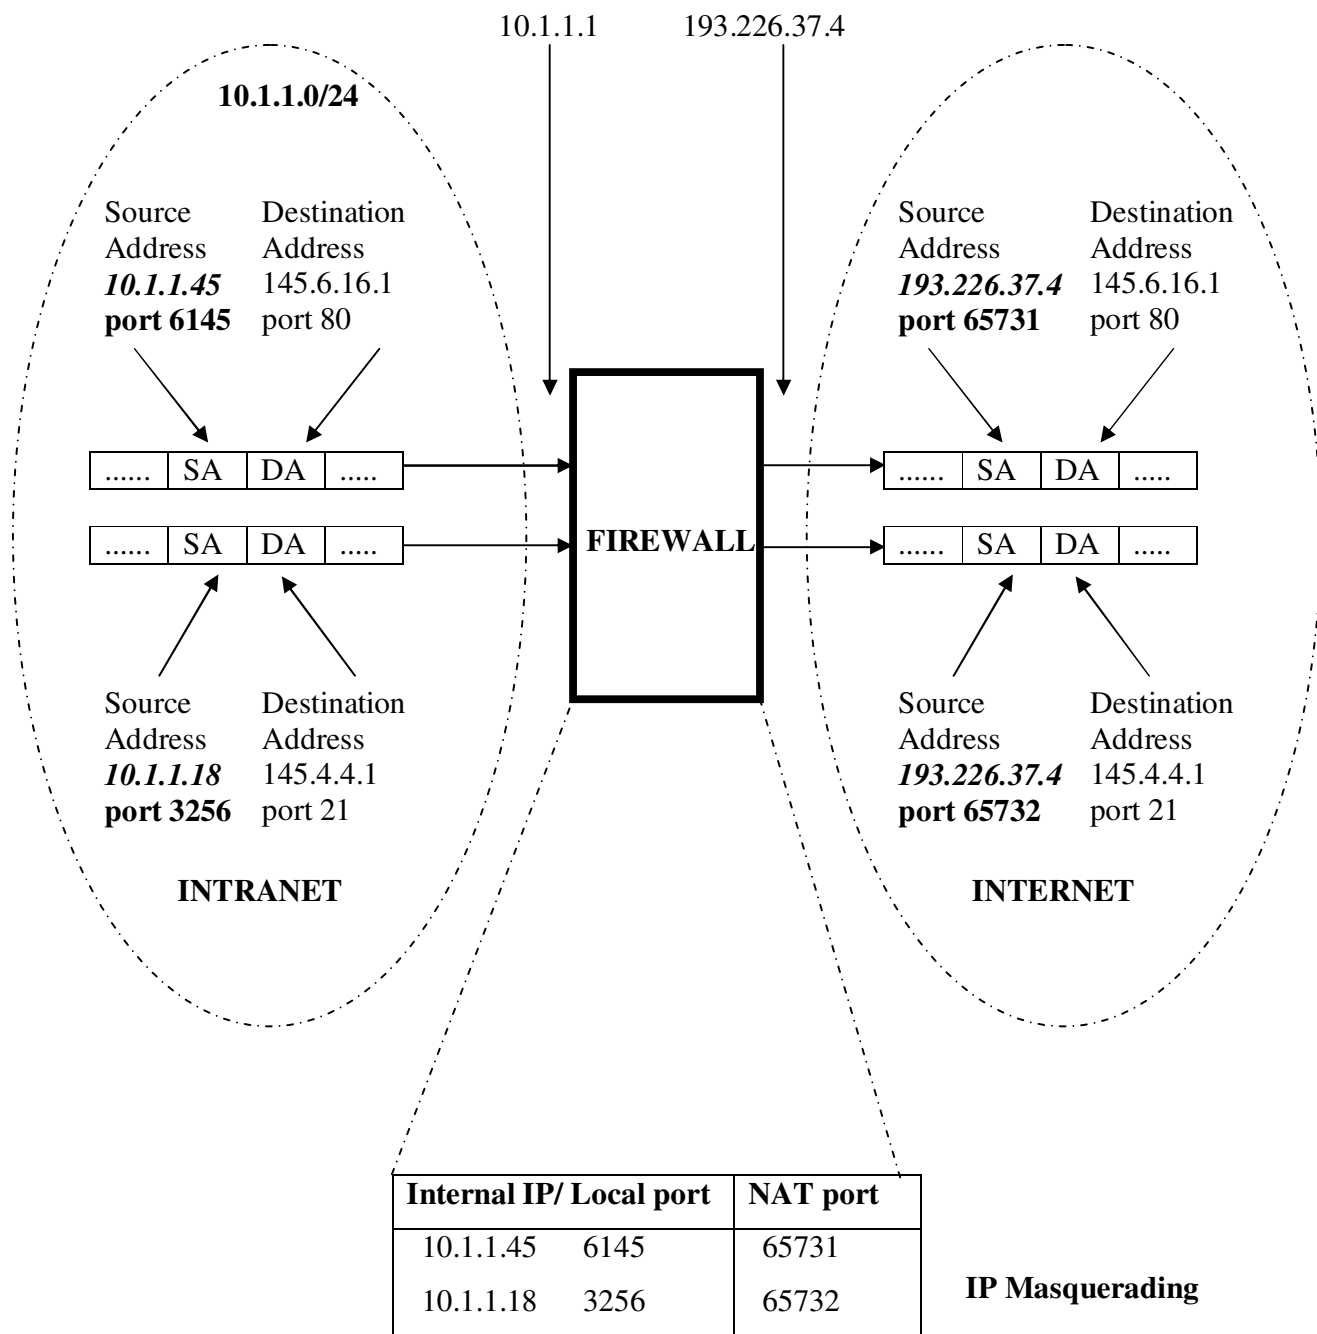 10.1.1.1 193.226.37.4
10.1.1.0/24
Source Destination
Address Address
10.1.1.45 145.6.16.1
port 6145 port 80
Source Destination
Address Address
193.226.37.4 145.6.16.1
port 65731 port 80
...... SA DA .....
...... SA DA .....
FIREWALL
...... SA DA .....
...... SA DA .....
Source Destination
Address Address
10.1.1.18 145.4.4.1
port 3256 port 21
INTRANET
Source Destination
Address Address
193.226.37.4 145.4.4.1
port 65732 port 21
INTERNET
Internal IP/ Local port NAT port
10.1.1.45 6145 65731
10.1.1.18 3256 65732
IP Masquerading